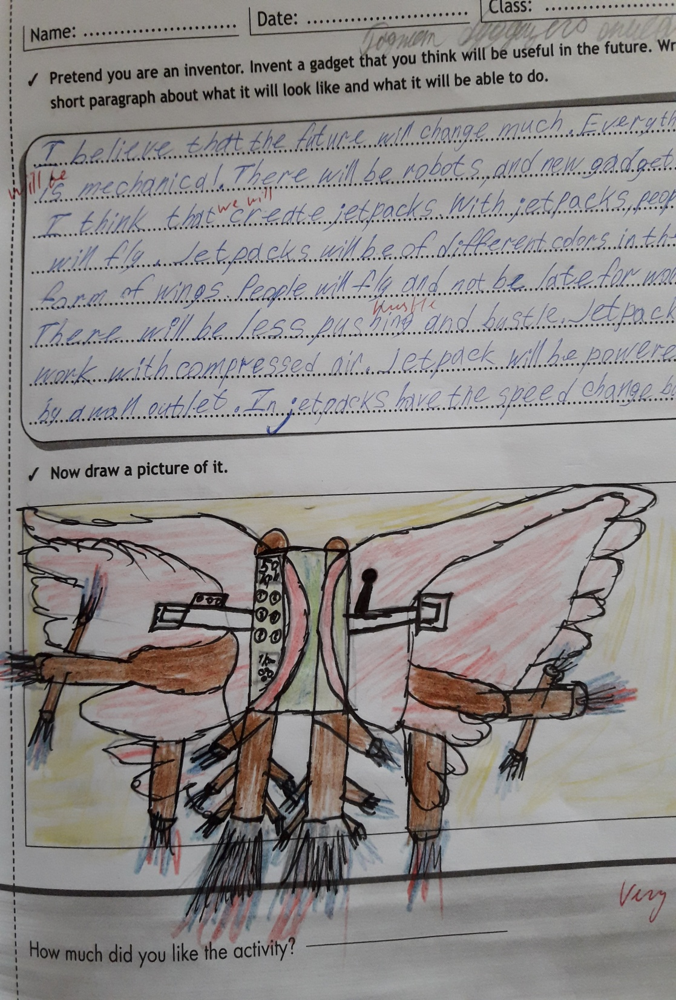 Name:
Date:
Class:
✓ Pretend you are an inventor. Invent a gadget that you think will be useful in the future. Wr
short paragraph about what it will look like and what it will be able to do.
I believe that the future will change much. Everyth
will be
is mechanical. There will be robots, and new gadget
we will
I think that create jetpacks. With jetpacks, peop
will fly. Jetpacks will be of different colors in th
form of wings. People will fly and not be late for wo
hustle
There will be less pushing and bustle. Jetpack
work with compressed air. Jetpack will be powere
by a wall outlet. In jetpacks have the speed change b
✓ Now draw a picture of it.
50
Very
How much did you like the activity?